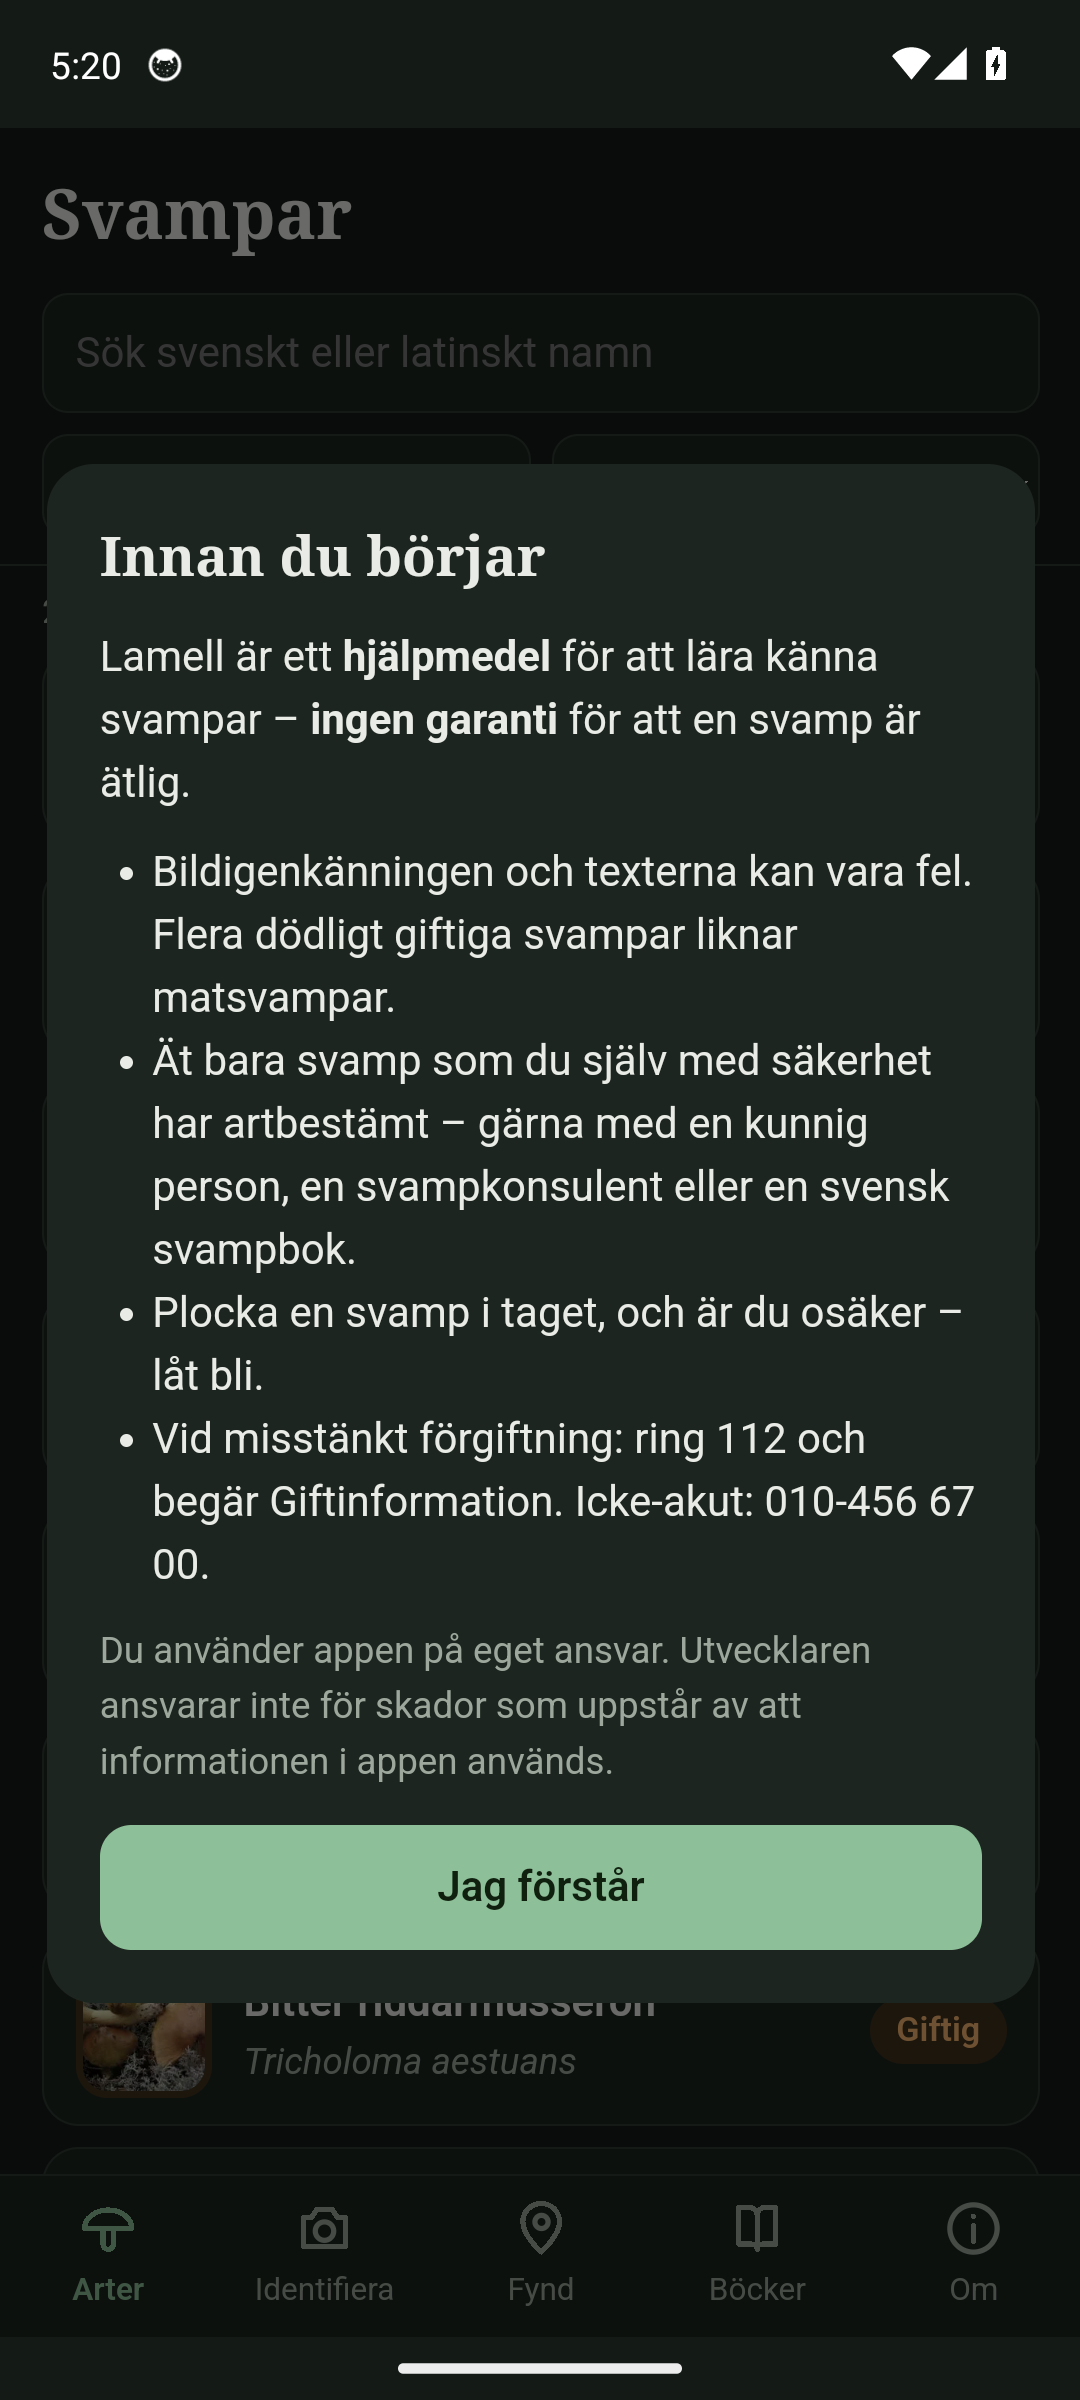 5:20
Svampar
Sök svenskt eller latinskt namn
Innan du börjar
Lamell är ett hjälpmedel för att lära känna
svampar – ingen garanti för att en svamp är
ätlig.
• Bildigenkänningen och texterna kan vara fel.
Flera dödligt giftiga svampar liknar
matsvampar.
• Ät bara svamp som du själv med säkerhet
har artbestämt – gärna med en kunnig
person, en svampkonsulent eller en svensk
svampbok.
• Plocka en svamp i taget, och är du osäker –
låt bli.
• Vid misstänkt förgiftning: ring 112 och
begär Giftinformation. Icke-akut: 010-456 67
00.
Du använder appen på eget ansvar. Utvecklaren
ansvarar inte för skador som uppstår av att
informationen i appen används.
Jag förstår
Bitter riddarmusseron
Giftig
Tricholoma aestuans
Arter
Identifiera
Fynd
Böcker
Om